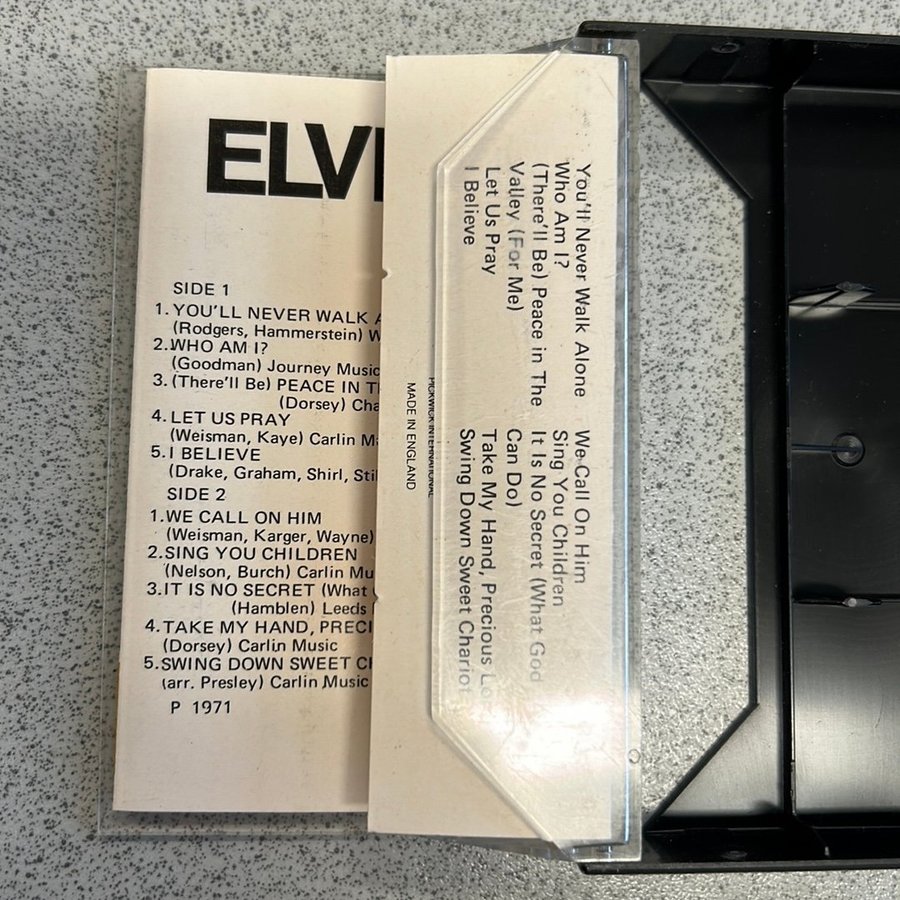 ELVI
SIDE 1
1. YOU'LL NEVER WALK A
(Rodgers, Hammerstein) W
2. WHO AM I?
(Goodman) Journey Music
3. (There'll Be) PEACE IN TH
(Dorsey) Cha
4. LET US PRAY
(Weisman, Kaye) Carlin M
5. I BELIEVE
(Drake, Graham, Shirl, Stil
SIDE 2
1. WE CALL ON HIM
(Weisman, Karger, Wayne)
2. SING YOU CHILDREN
(Nelson, Burch) Carlin Mu
3. IT IS NO SECRET (What
(Hamblen) Leeds
4. TAKE MY HAND, PRECI
(Dorsey) Carlin Music
5. SWING DOWN SWEET CH
(arr. Presley) Carlin Music
P 1971
You'll Never Walk Alone
Who Am I?
(There'll Be) Peace in The
Valley (For Me)
Let Us Pray
I Believe
We Call On Him
Sing You Children
It Is No Secret (What God
Can Do)
Take My Hand, Precious Lo
Swing Down Sweet Chariot
PICKWICK INTERNATIONAL
MADE IN ENGLAND